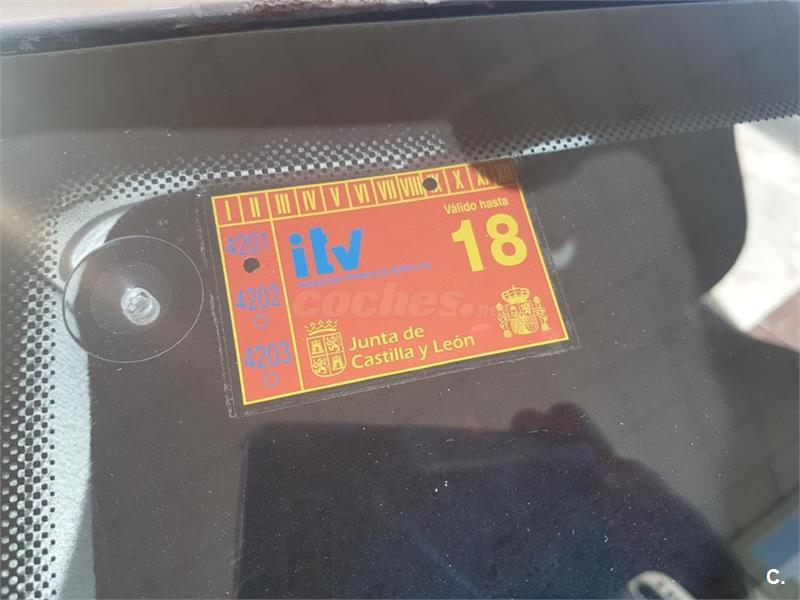 I II III IV V VI VII VIII IX X XI XII
Válido hasta
18
itv
4201
4202
4203
coches.net
Junta de
Castilla y León
C.